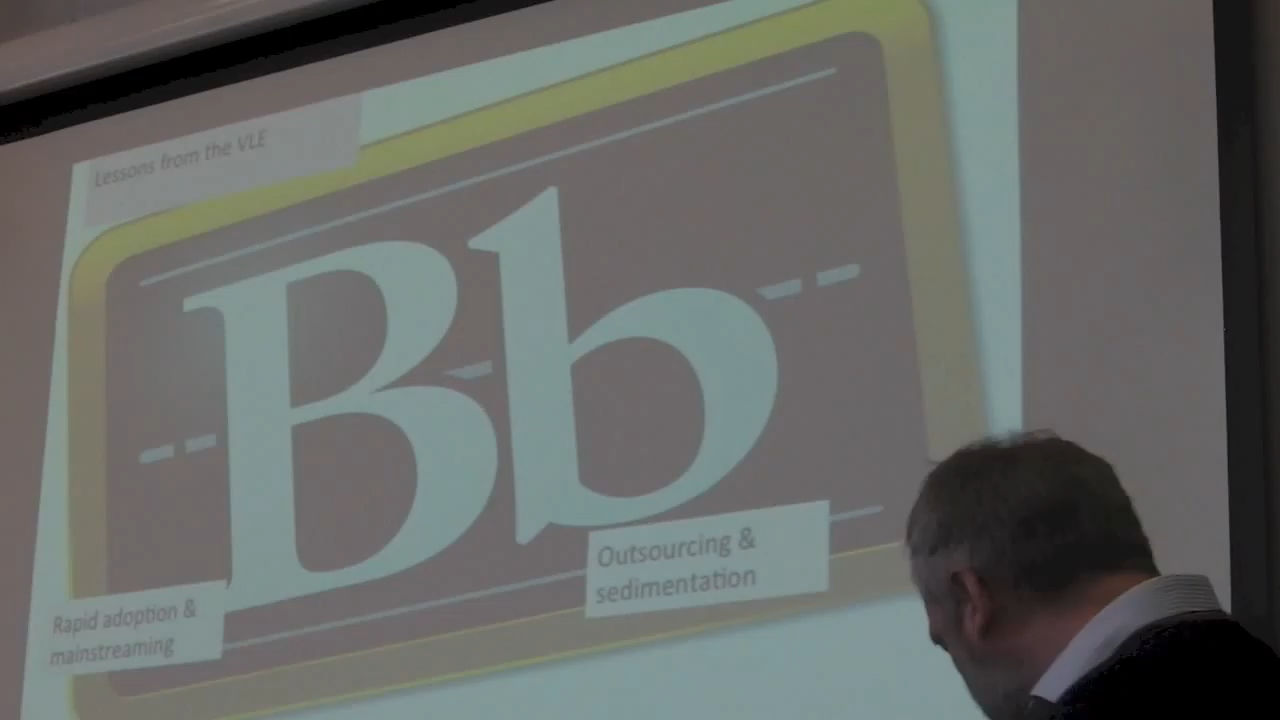 Lessons from the VLE
Bb
Outsourcing &
sedimentation
Rapid adoption &
mainstreaming